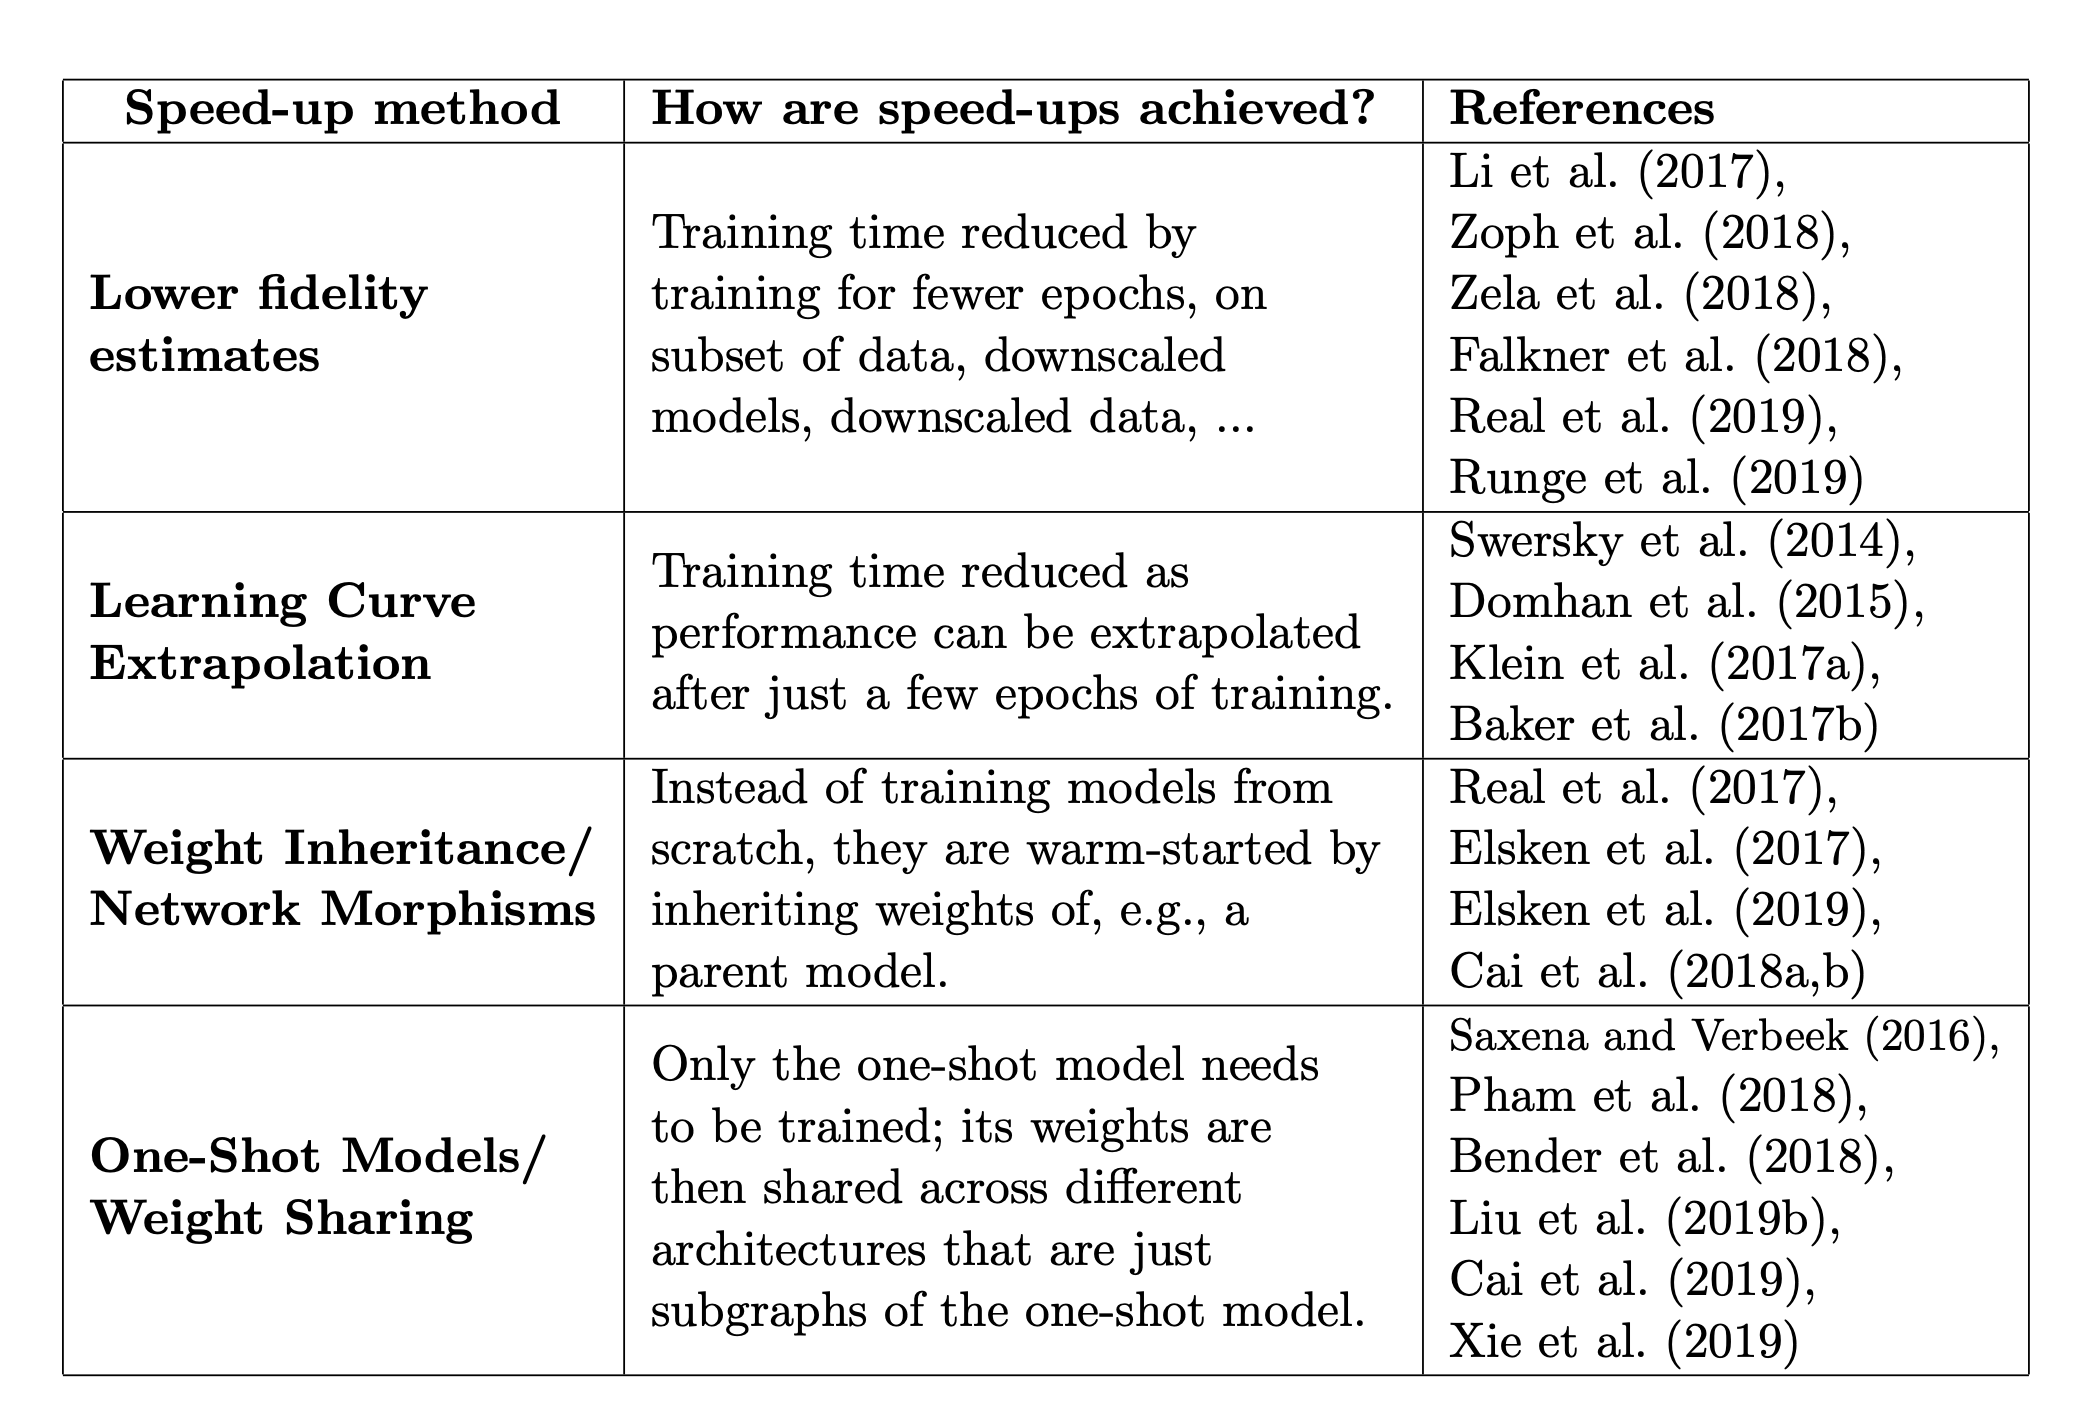 Speed-up method How are speed-ups achieved? References
Lower fidelity
estimates
Training time reduced by
training for fewer epochs, on
subset of data, downscaled
models, downscaled data, ...
Li et al. (2017),
Zoph et al. (2018),
Zela et al. (2018),
Falkner et al. (2018),
Real et al. (2019),
Runge et al. (2019)
Learning Curve
Extrapolation
Training time reduced as
performance can be extrapolated
after just a few epochs of training.
Swersky et al. (2014),
Domhan et al. (2015),
Klein et al. (2017a),
Baker et al. (2017b)
Weight Inheritance/
Network Morphisms
Instead of training models from
scratch, they are warm-started by
inheriting weights of, e.g., a
parent model.
Real et al. (2017),
Elsken et al. (2017),
Elsken et al. (2019),
Cai et al. (2018a,b)
One-Shot Models/
Weight Sharing
Only the one-shot model needs
to be trained; its weights are
then shared across different
architectures that are just
subgraphs of the one-shot model.
Saxena and Verbeek (2016),
Pham et al. (2018),
Bender et al. (2018),
Liu et al. (2019b),
Cai et al. (2019),
Xie et al. (2019)